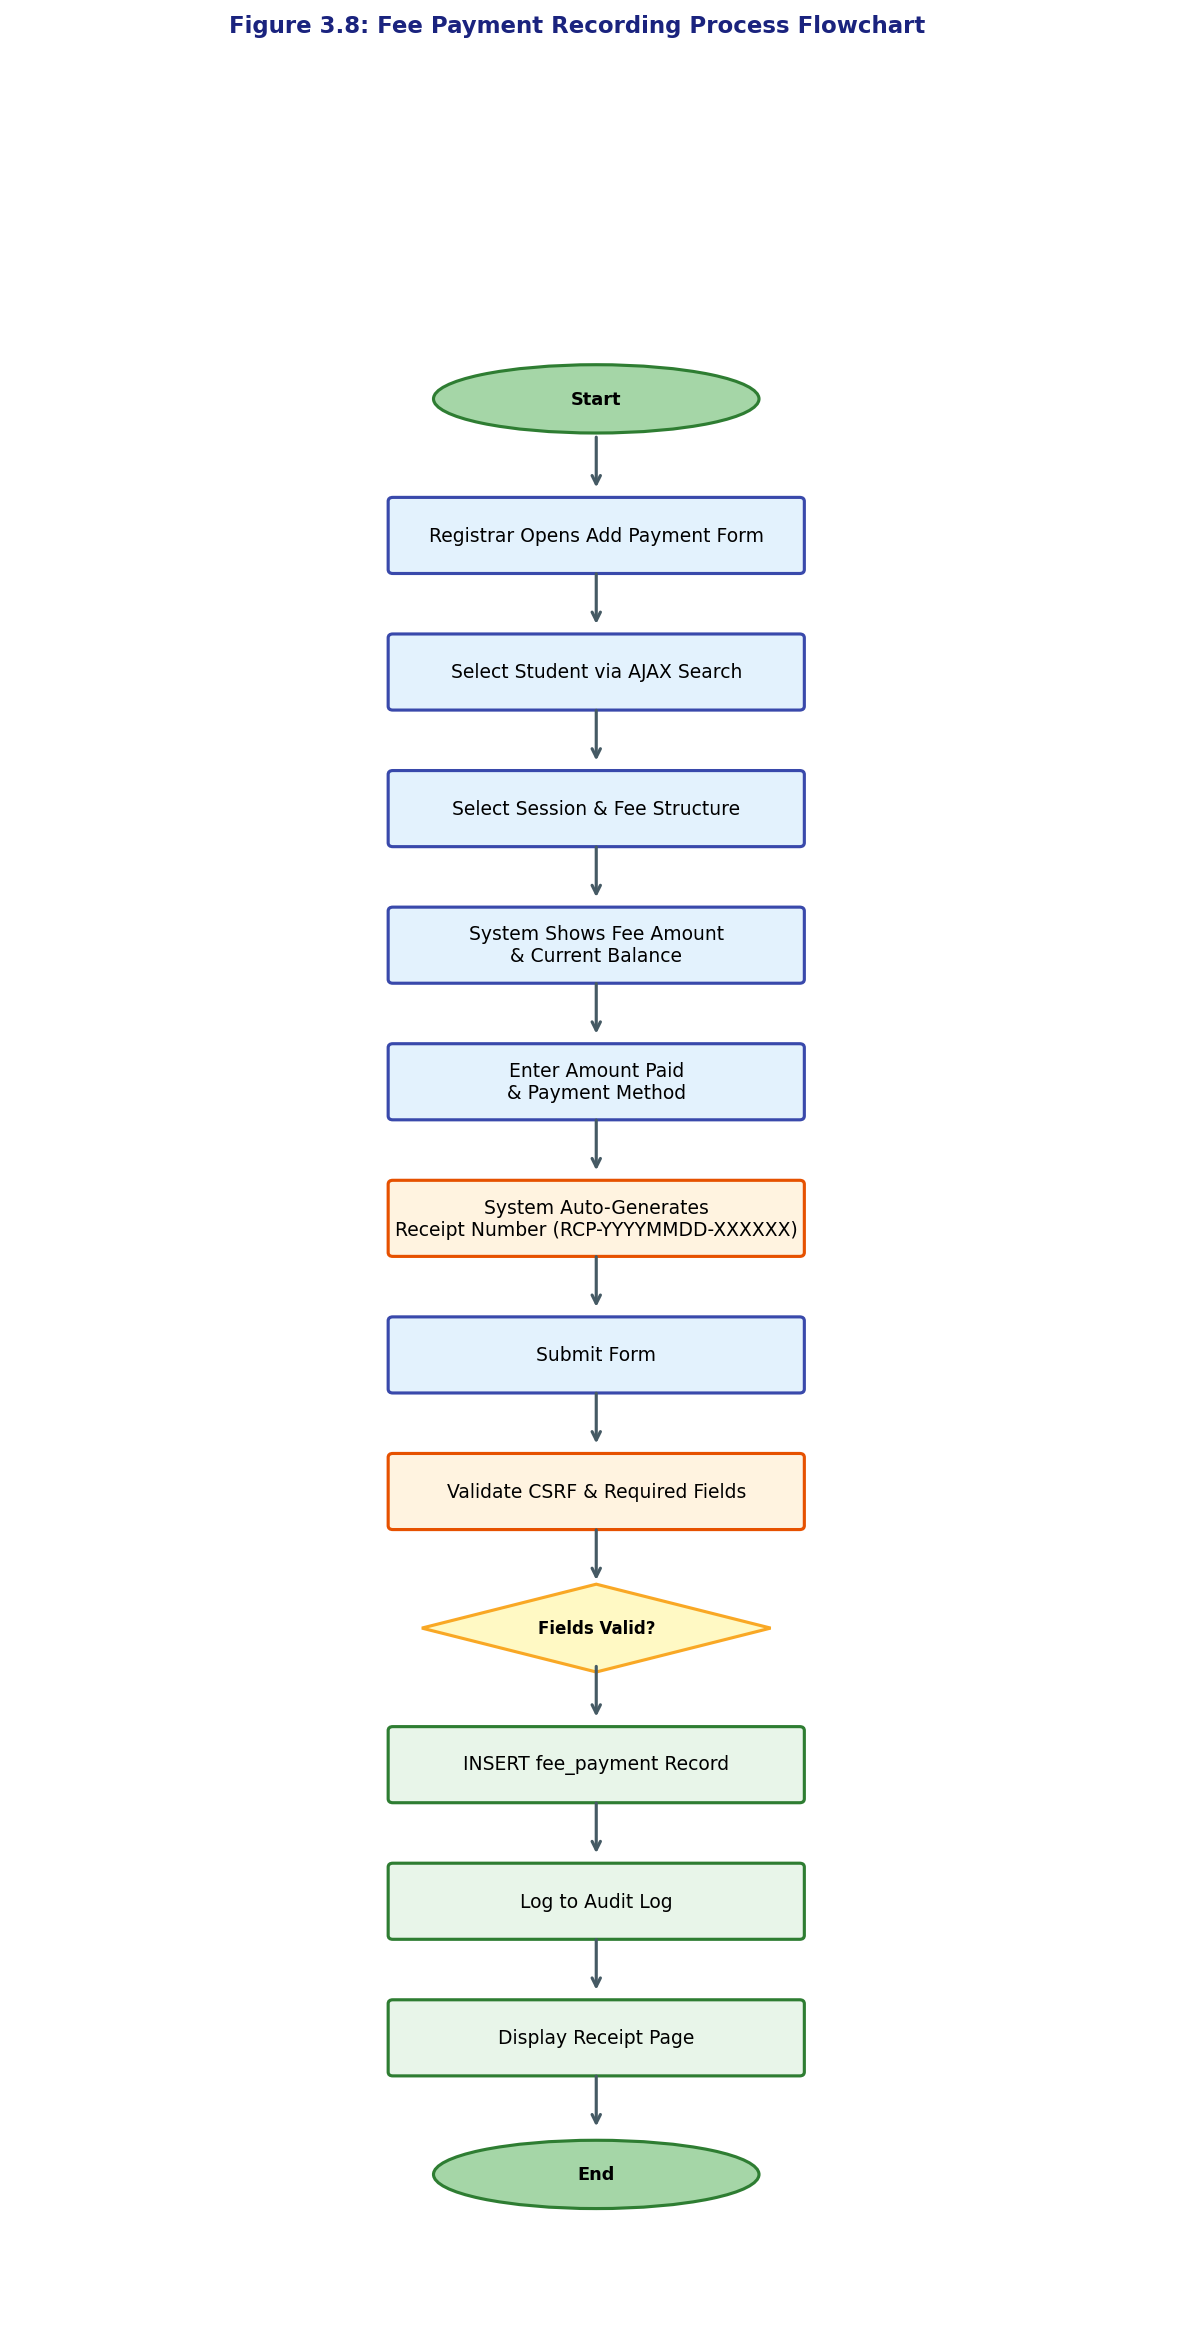 Figure 3.8: Fee Payment Recording Process Flowchart
Start
Registrar Opens Add Payment Form
Select Student via AJAX Search
Select Session & Fee Structure
System Shows Fee Amount
& Current Balance
Enter Amount Paid
& Payment Method
System Auto-Generates
Receipt Number (RCP-YYYYMMDD-XXXXXX)
Submit Form
Validate CSRF & Required Fields
Fields Valid?
INSERT fee_payment Record
Log to Audit Log
Display Receipt Page
End